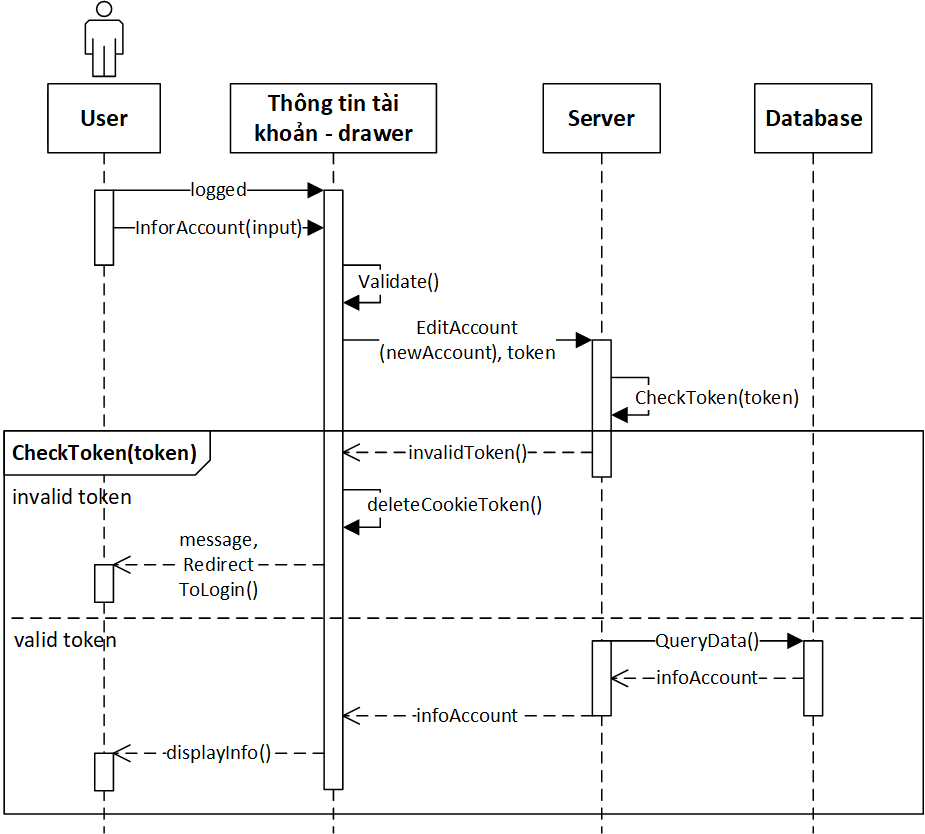 User
Thông tin tài
khoản - drawer
Server
Database
logged
InforAccount(input)
Validate()
EditAccount
(newAccount), token
CheckToken(token)
CheckToken(token)
invalidToken()
invalid token
deleteCookieToken()
message,
Redirect
ToLogin()
valid token
QueryData()
infoAccount
infoAccount
displayInfo()